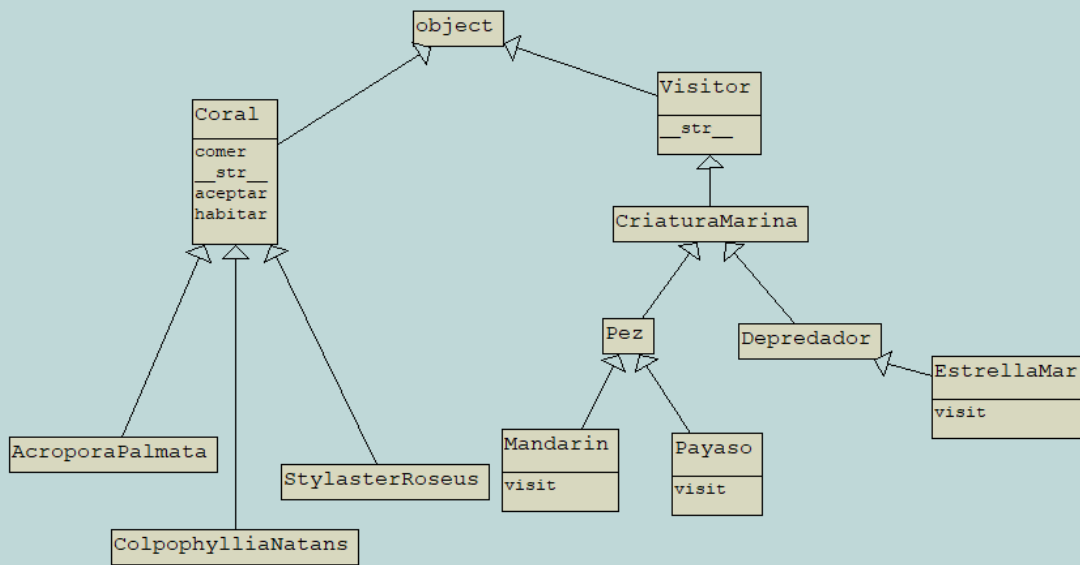 object
Visitor
__str__
Coral
comer
__str__
aceptar
habitar
CriaturaMarina
Pez
Depredador
EstrellaMar
visit
Mandarin
visit
Payaso
visit
AcroporaPalmata
StylasterRoseus
ColpophylliaNatans